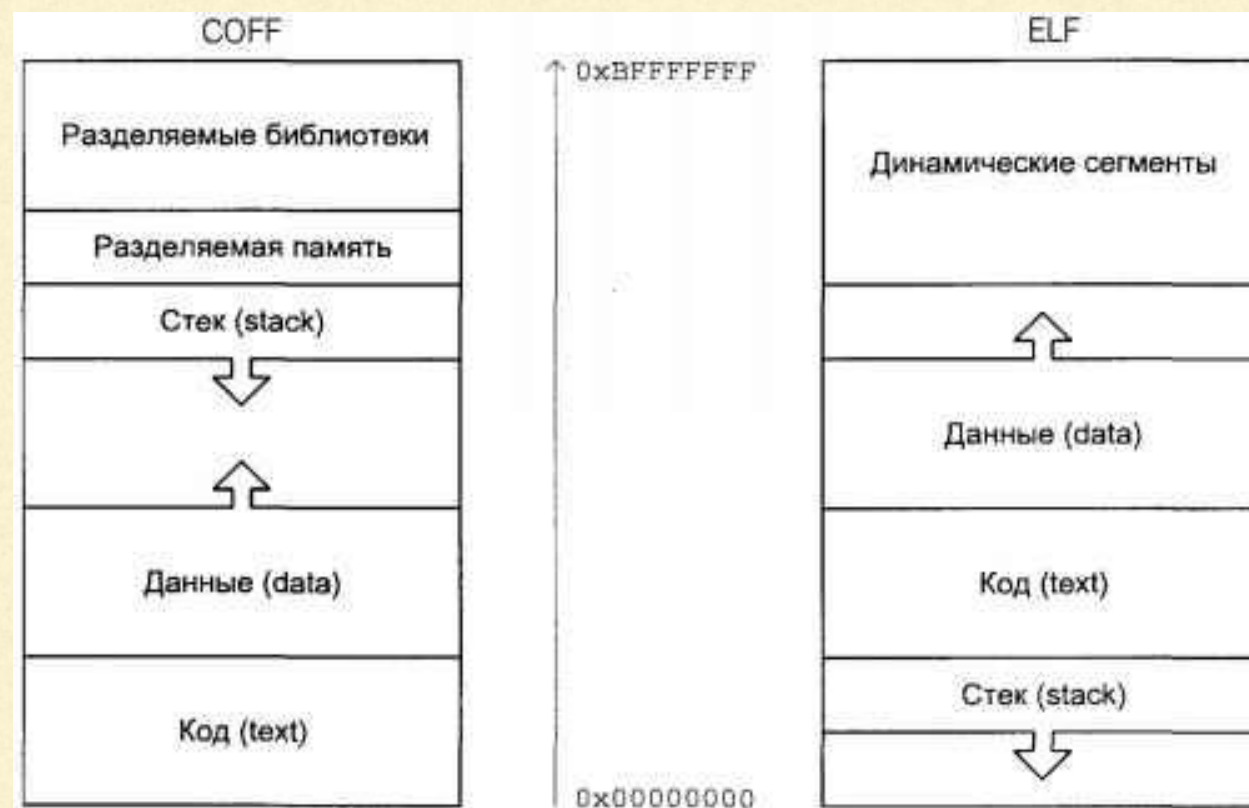 COFF
Разделяемые библиотеки
Разделяемая память
Стек (stack)
Данные (data)
Код (text)
0xBFFFFFFF
0x00000000
ELF
Динамические сегменты
Данные (data)
Код (text)
Стек (stack)